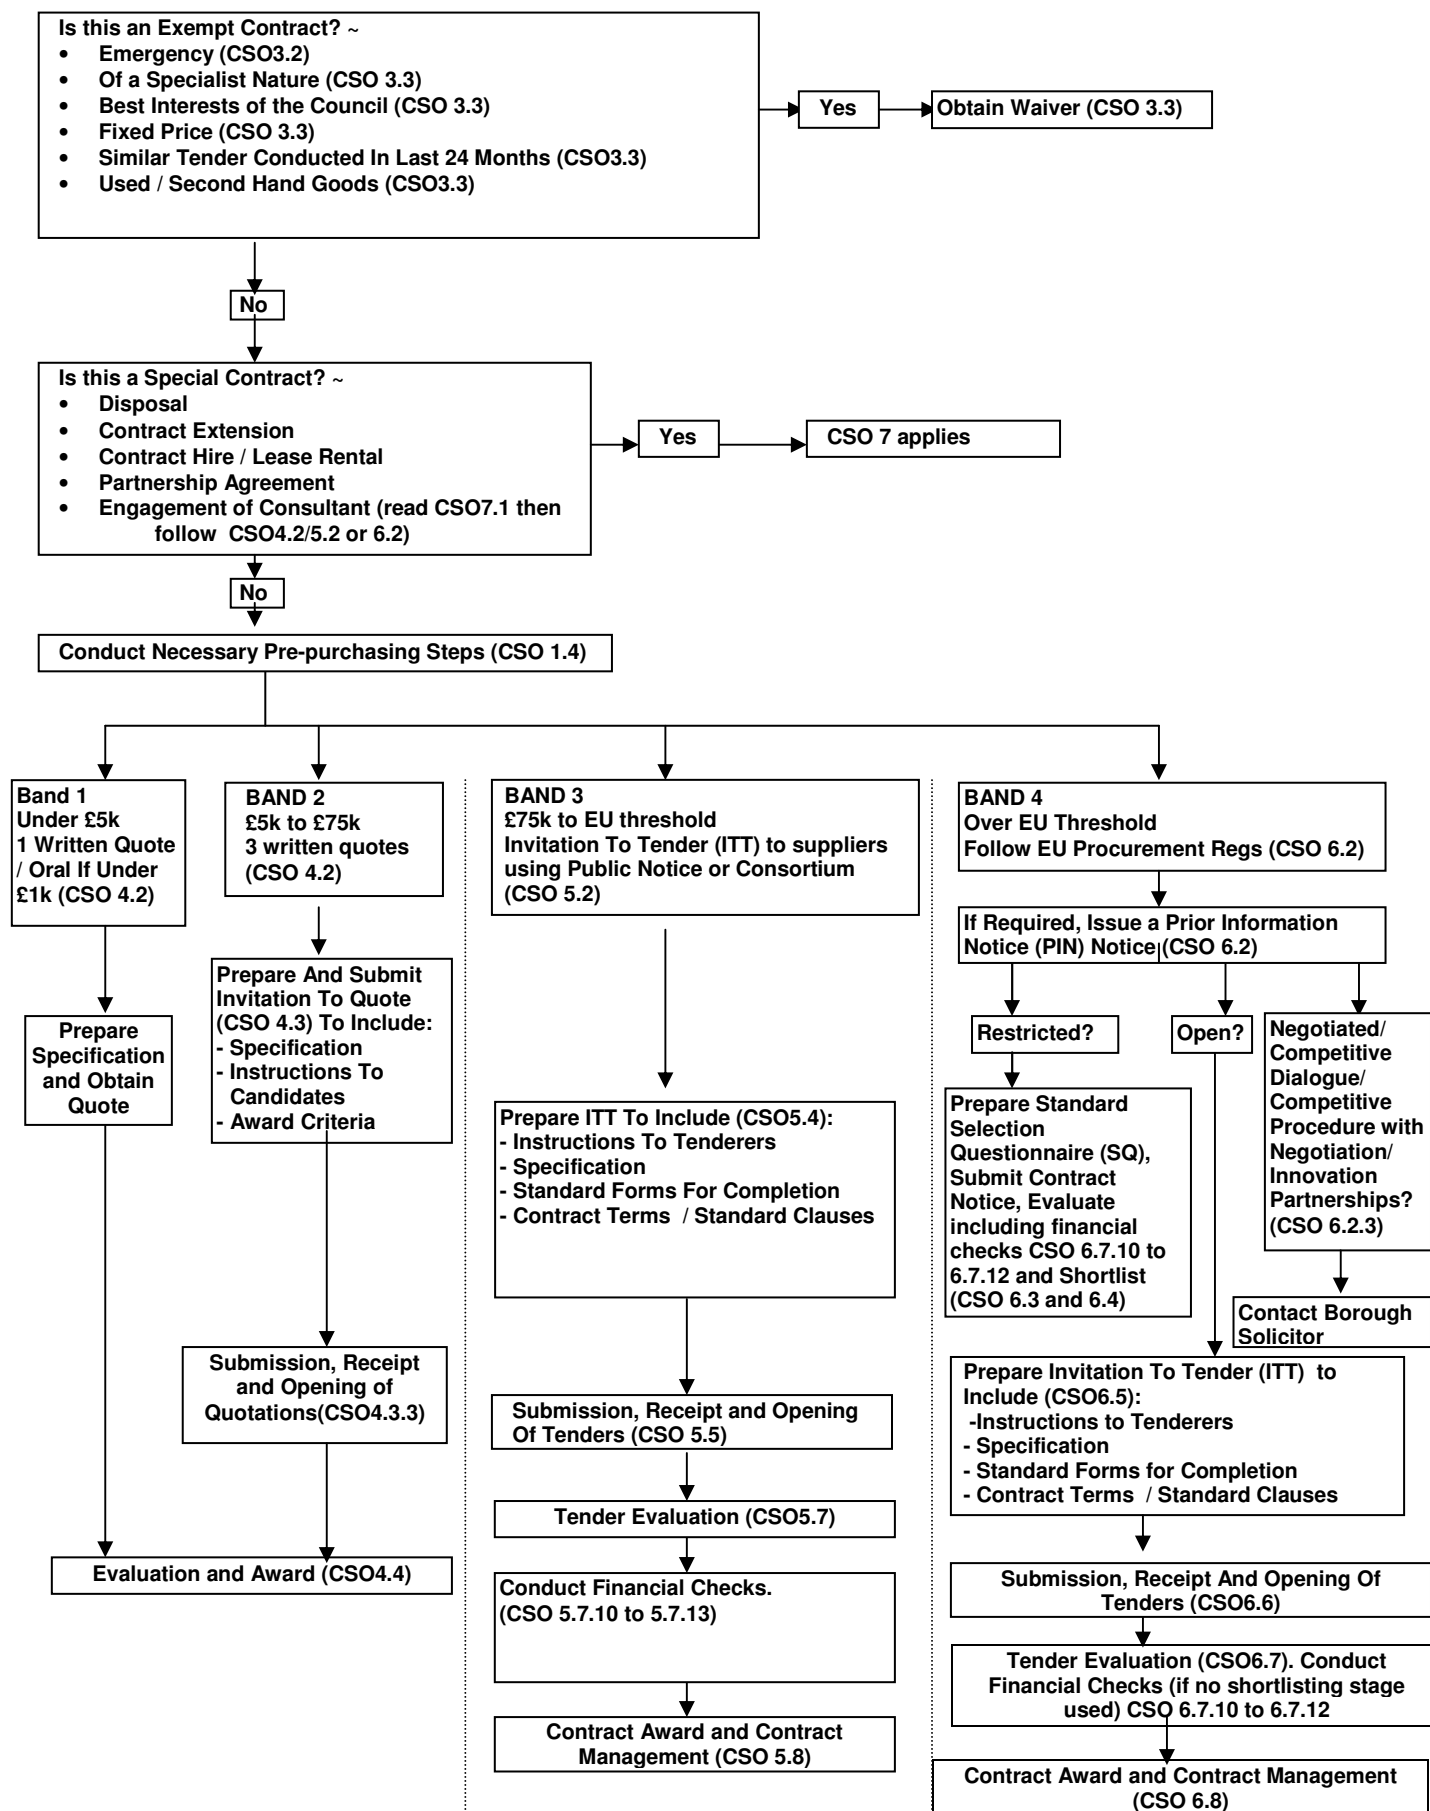 Is this an Exempt Contract? ~
• Emergency (CSO3.2)
• Of a Specialist Nature (CSO 3.3)
• Best Interests of the Council (CSO 3.3)
• Fixed Price (CSO 3.3)
• Similar Tender Conducted In Last 24 Months (CSO3.3)
• Used / Second Hand Goods (CSO3.3)
Yes
Obtain Waiver (CSO 3.3)
No
Is this a Special Contract? ~
• Disposal
• Contract Extension
• Contract Hire / Lease Rental
• Partnership Agreement
• Engagement of Consultant (read CSO7.1 then
follow CSO4.2/5.2 or 6.2)
Yes
CSO 7 applies
No
Conduct Necessary Pre-purchasing Steps (CSO 1.4)
Band 1
Under £5k
1 Written Quote
/ Oral If Under
£1k (CSO 4.2)
Prepare
Specification
and Obtain
Quote
BAND 2
£5k to £75k
3 written quotes
(CSO 4.2)
Prepare And Submit
Invitation To Quote
(CSO 4.3) To Include:
- Specification
- Instructions To
Candidates
- Award Criteria
Submission, Receipt
and Opening of
Quotations(CSO4.3.3)
Evaluation and Award (CSO4.4)
BAND 3
£75k to EU threshold
Invitation To Tender (ITT) to suppliers
using Public Notice or Consortium
(CSO 5.2)
Prepare ITT To Include (CSO5.4):
- Instructions To Tenderers
- Specification
- Standard Forms For Completion
- Contract Terms / Standard Clauses
Submission, Receipt and Opening
Of Tenders (CSO 5.5)
Tender Evaluation (CSO5.7)
Conduct Financial Checks.
(CSO 5.7.10 to 5.7.13)
Contract Award and Contract
Management (CSO 5.8)
BAND 4
Over EU Threshold
Follow EU Procurement Regs (CSO 6.2)
If Required, Issue a Prior Information
Notice (PIN) Notice (CSO 6.2)
Restricted?
Prepare Standard
Selection
Questionnaire (SQ),
Submit Contract
Notice, Evaluate
including financial
checks CSO 6.7.10 to
6.7.12 and Shortlist
(CSO 6.3 and 6.4)
Open?
Negotiated/
Competitive
Dialogue/
Competitive
Procedure with
Negotiation/
Innovation
Partnerships?
(CSO 6.2.3)
Contact Borough
Solicitor
Prepare Invitation To Tender (ITT) to
Include (CSO6.5):
-Instructions to Tenderers
- Specification
- Standard Forms for Completion
- Contract Terms / Standard Clauses
Submission, Receipt And Opening Of
Tenders (CSO6.6)
Tender Evaluation (CSO6.7). Conduct
Financial Checks (if no shortlisting stage
used) CSO 6.7.10 to 6.7.12
Contract Award and Contract Management
(CSO 6.8)